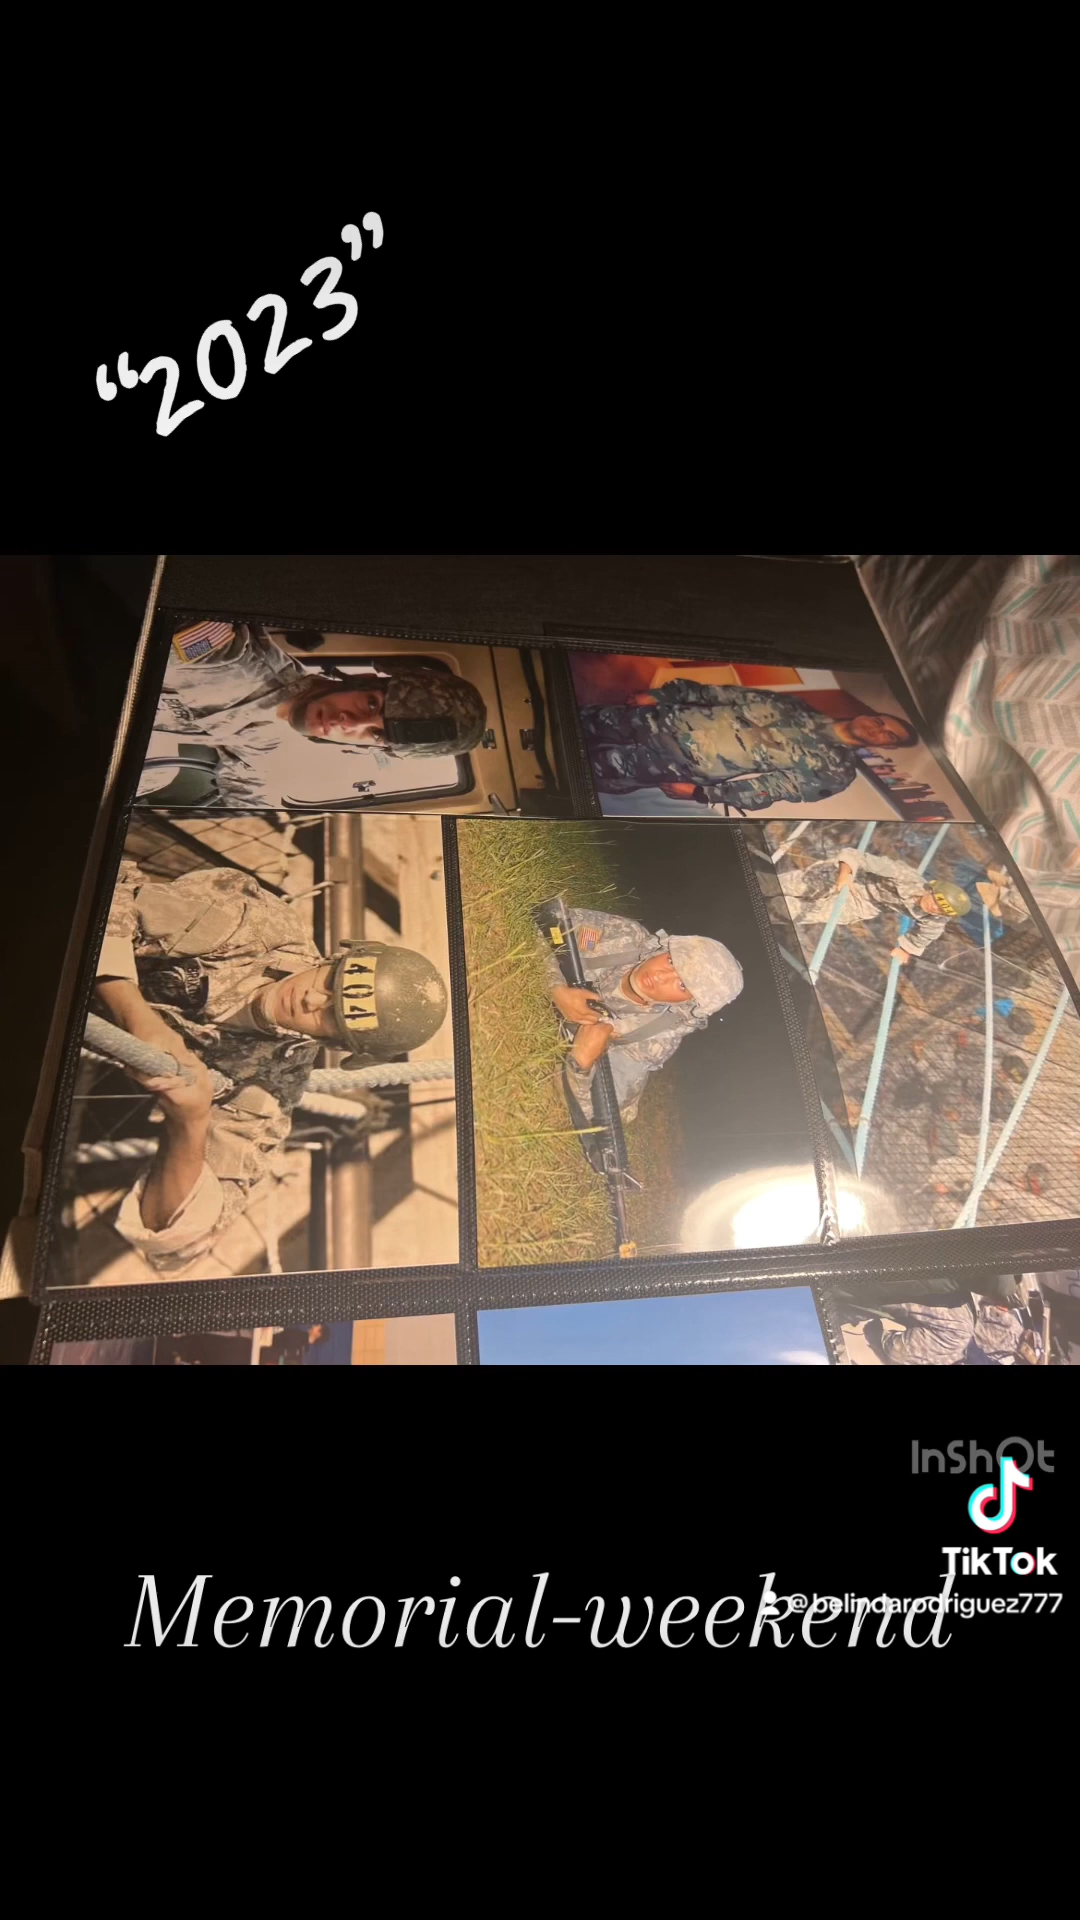 “2023”
404
InShOt
TikTok
@belindarodriguez777
Memorial-weekend